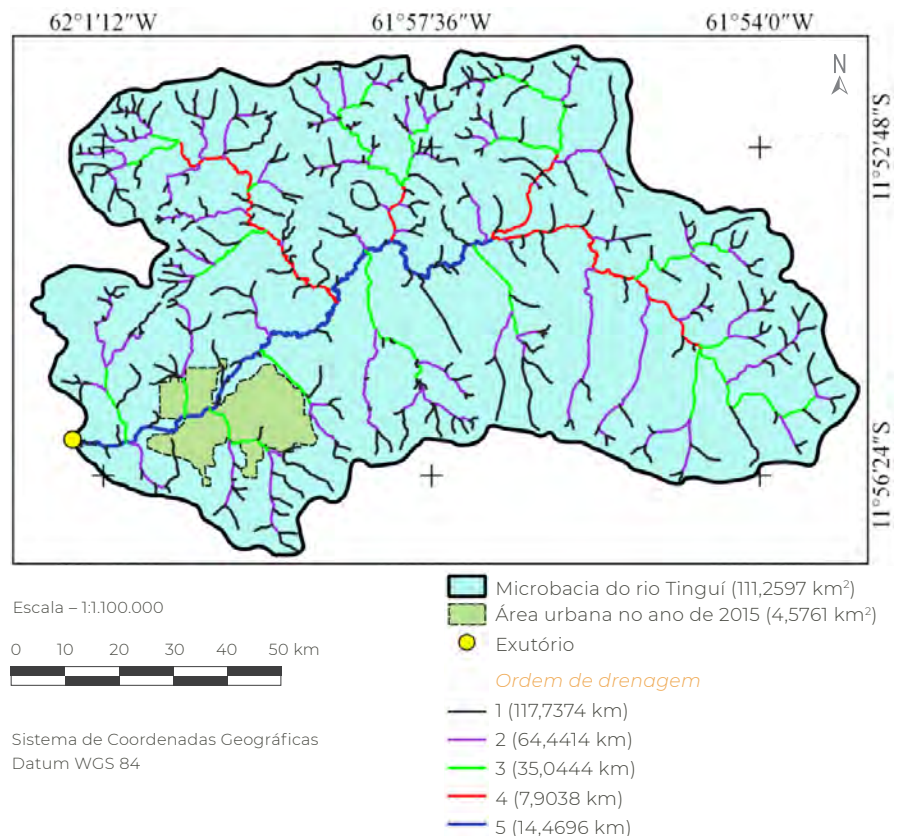 62°1'12"W 61°57'36"W 61°54'0"W
N
11°52'48"S
11°56'24"S
Escala – 1:1.100.000
0 10 20 30 40 50 km
Sistema de Coordenadas Geográficas
Datum WGS 84
Microbacia do rio Tinguí (111,2597 km²)
Área urbana no ano de 2015 (4,5761 km²)
Exutório
Ordem de drenagem
1 (117,7374 km)
2 (64,4414 km)
3 (35,0444 km)
4 (7,9038 km)
5 (14,4696 km)